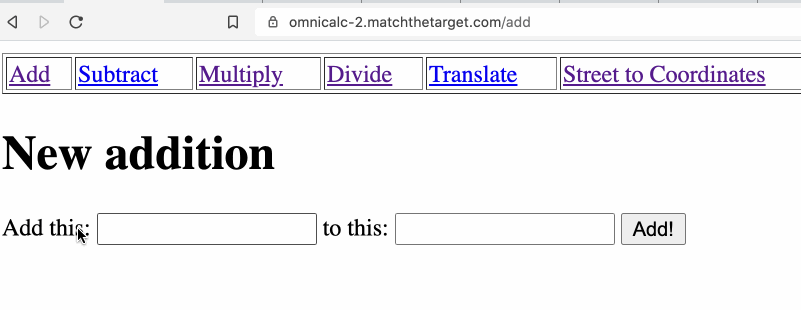 omnicalc-2.matchthetarget.com/add
Add Subtract Multiply Divide Translate Street to Coordinates
New addition
Add this: to this: Add!